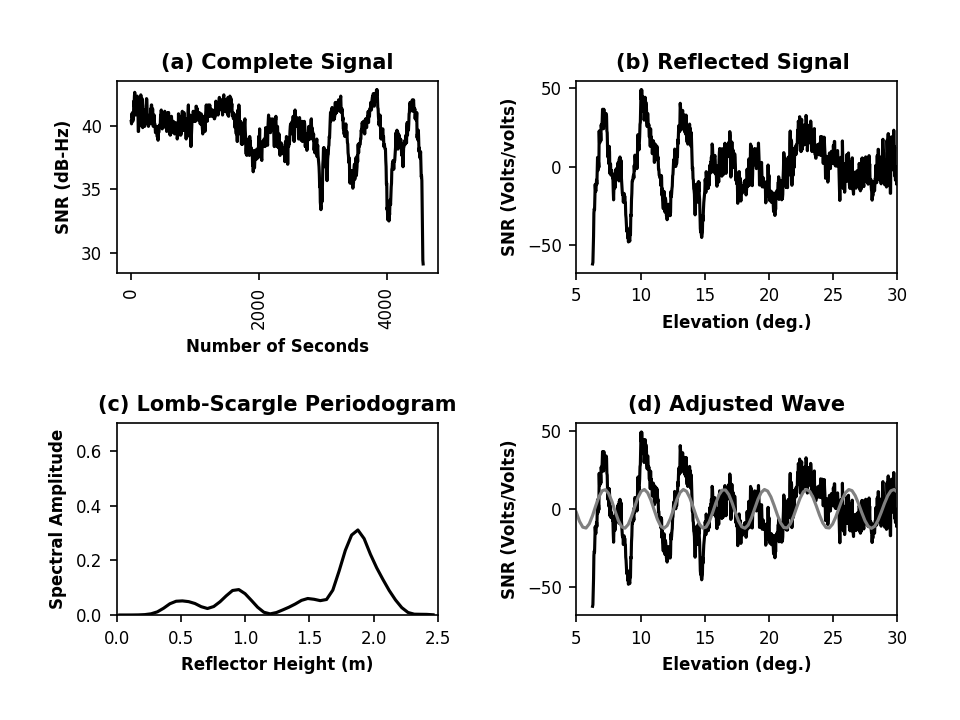 (a) Complete Signal
SNR (dB-Hz)
40
35
30
0
2000
4000
Number of Seconds
(b) Reflected Signal
SNR (Volts/volts)
50
0
−50
5 10 15 20 25 30
Elevation (deg.)
(c) Lomb-Scargle Periodogram
Spectral Amplitude
0.6
0.4
0.2
0.0
0.0 0.5 1.0 1.5 2.0 2.5
Reflector Height (m)
(d) Adjusted Wave
SNR (Volts/Volts)
50
0
−50
5 10 15 20 25 30
Elevation (deg.)